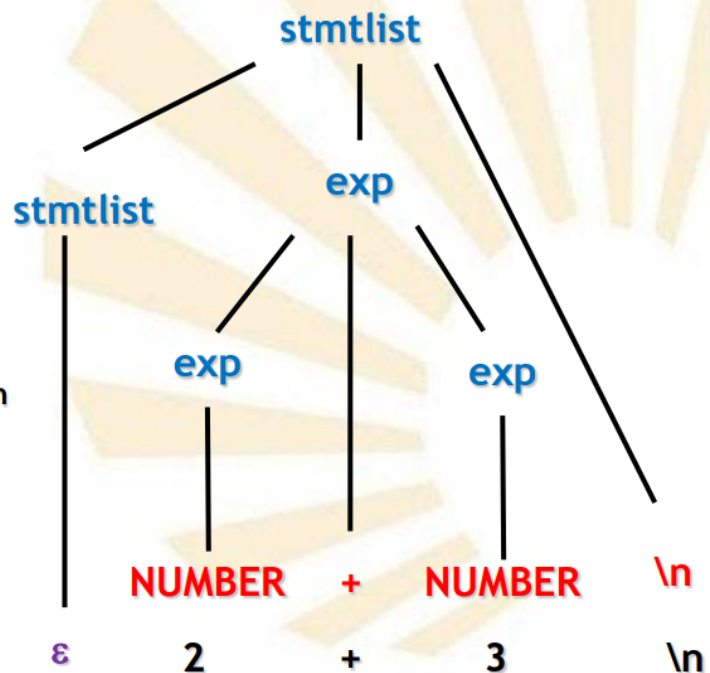 stmtlist
exp
stmtlist
exp exp
n
NUMBER + NUMBER \n
ε 2 + 3 \n